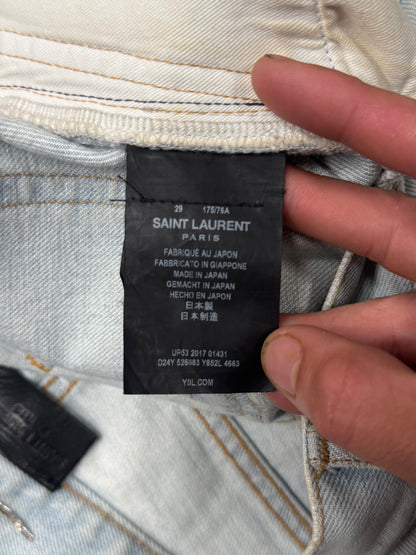 29 175/76A
SAINT LAURENT
PARIS
FABRIQUÉ AU JAPON
FABBRICATO IN GIAPPONE
MADE IN JAPAN
GEMACHT IN JAPAN
HECHO EN JAPON
日本製
日本制造
UP53 2017 01431
D24Y 526883 Y852L 4663
YSL.COM